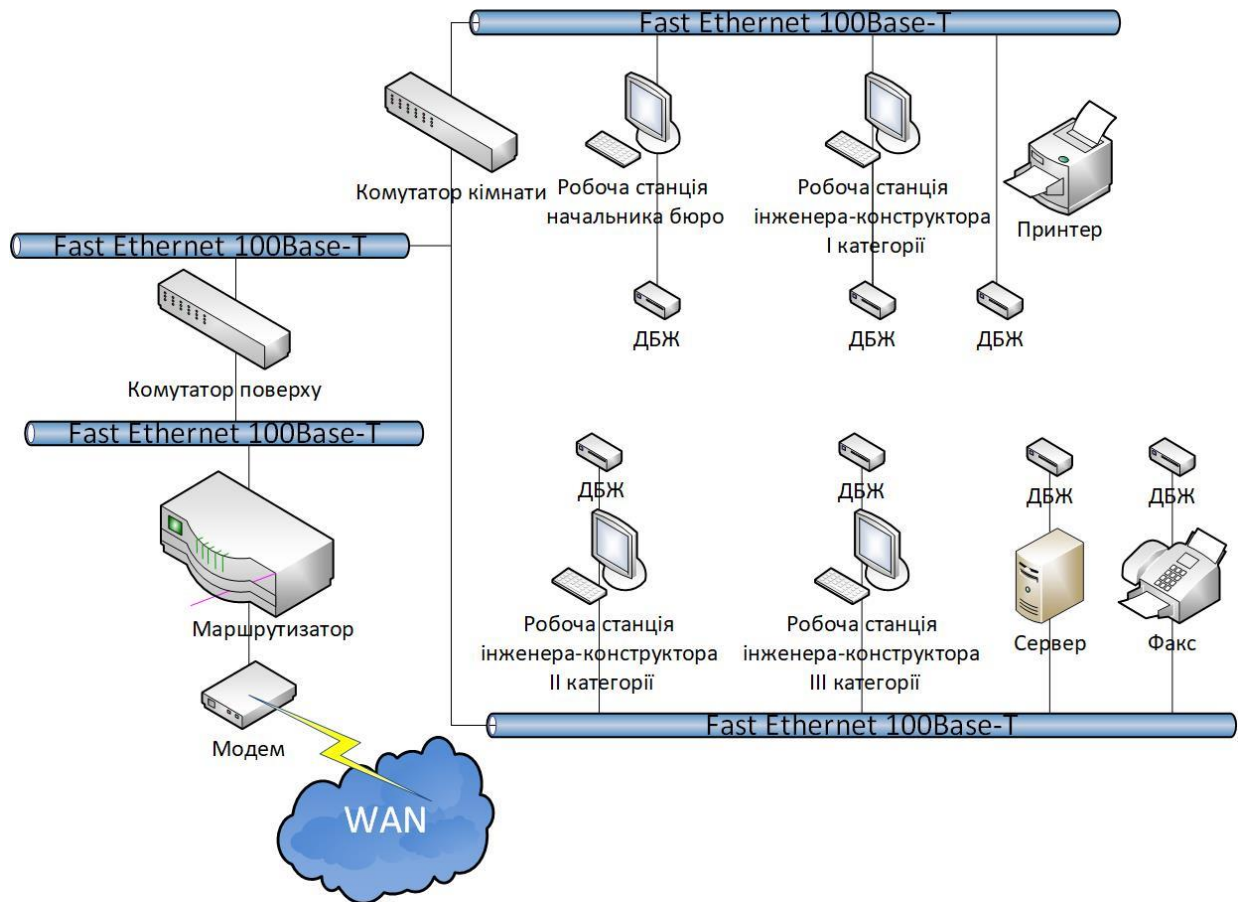 Fast Ethernet 100Base-T
Комутатор кімнати
Робоча станція
начальника бюро
Робоча станція
інженера-конструктора
І категорії
Принтер
Fast Ethernet 100Base-T
ДБЖ
ДБЖ
ДБЖ
Комутатор поверху
Fast Ethernet 100Base-T
ДБЖ
ДБЖ
ДБЖ
ДБЖ
Маршрутизатор
Робоча станція
інженера-конструктора
ІІ категорії
Робоча станція
інженера-конструктора
ІІІ категорії
Сервер
Факс
Fast Ethernet 100Base-T
Модем
WAN